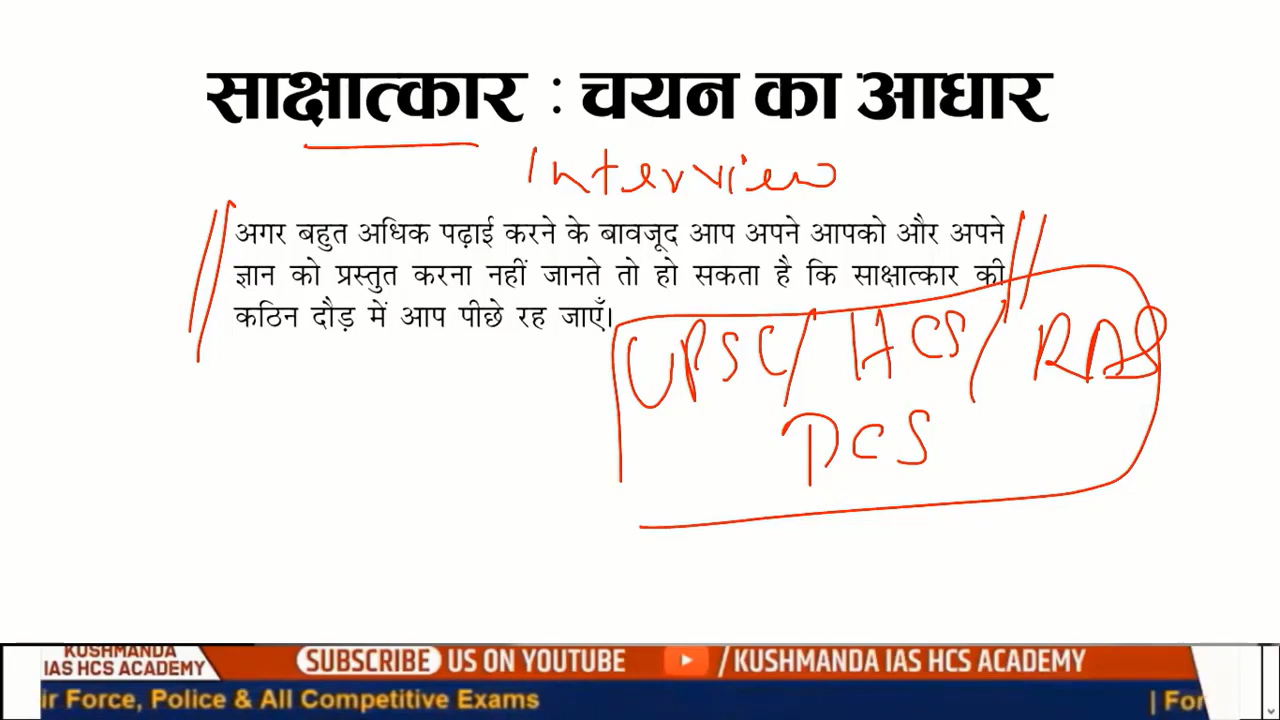 साक्षात्कार : चयन का आधार
Interview
अगर बहुत अधिक पढ़ाई करने के बावजूद आप अपने आपको और अपने
ज्ञान को प्रस्तुत करना नहीं जानते तो हो सकता है कि साक्षात्कार की
कठिन दौड़ में आप पीछे रह जाएँ।
UPSC/ HCS/ RAS
PCS
KUSHMANDA
IAS HCS ACADEMY
SUBSCRIBE US ON YOUTUBE /KUSHMANDA IAS HCS ACADEMY
ir Force, Police & All Competitive Exams | For